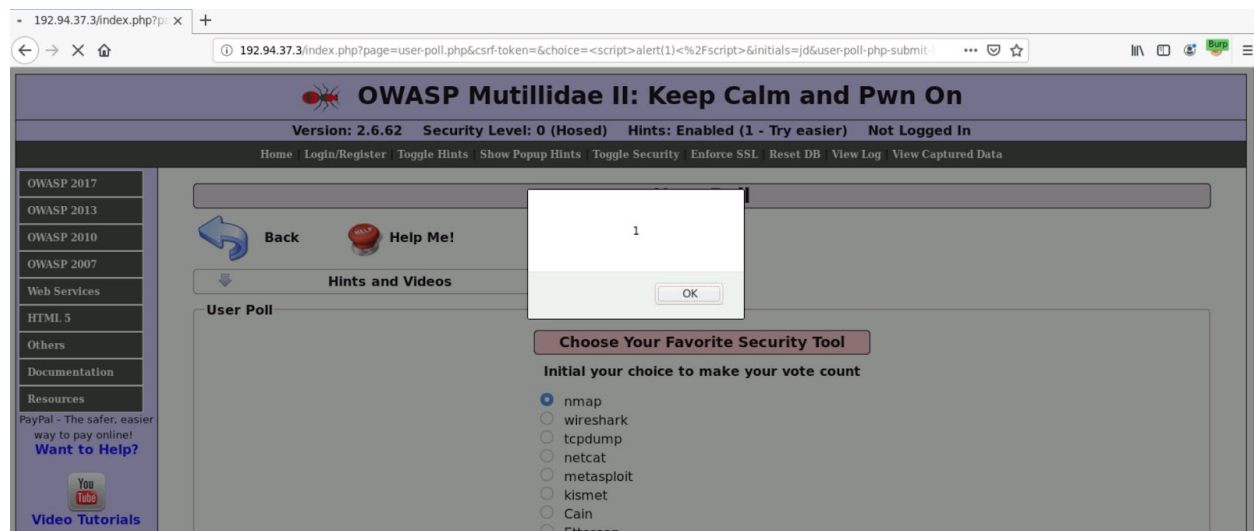 192.94.37.3/index.php?p
192.94.37.3/index.php?page=user-poll.php&csrf-token=&choice=<script>alert(1)<%2Fscript>&initials=jd&user-poll-php-submit-
Burp
OWASP Mutillidae II: Keep Calm and Pwn On
Version: 2.6.62 Security Level: 0 (Hosed) Hints: Enabled (1 - Try easier) Not Logged In
Home | Login/Register | Toggle Hints | Show Popup Hints | Toggle Security | Enforce SSL | Reset DB | View Log | View Captured Data
OWASP 2017
OWASP 2013
OWASP 2010
OWASP 2007
Web Services
HTML 5
Others
Documentation
Resources
PayPal - The safer, easier
way to pay online!
Want to Help?
You
Tube
Video Tutorials
Back
HELP
Help Me!
Hints and Videos
1
OK
User Poll
Choose Your Favorite Security Tool
Initial your choice to make your vote count
nmap
wireshark
tcpdump
netcat
metasploit
kismet
Cain